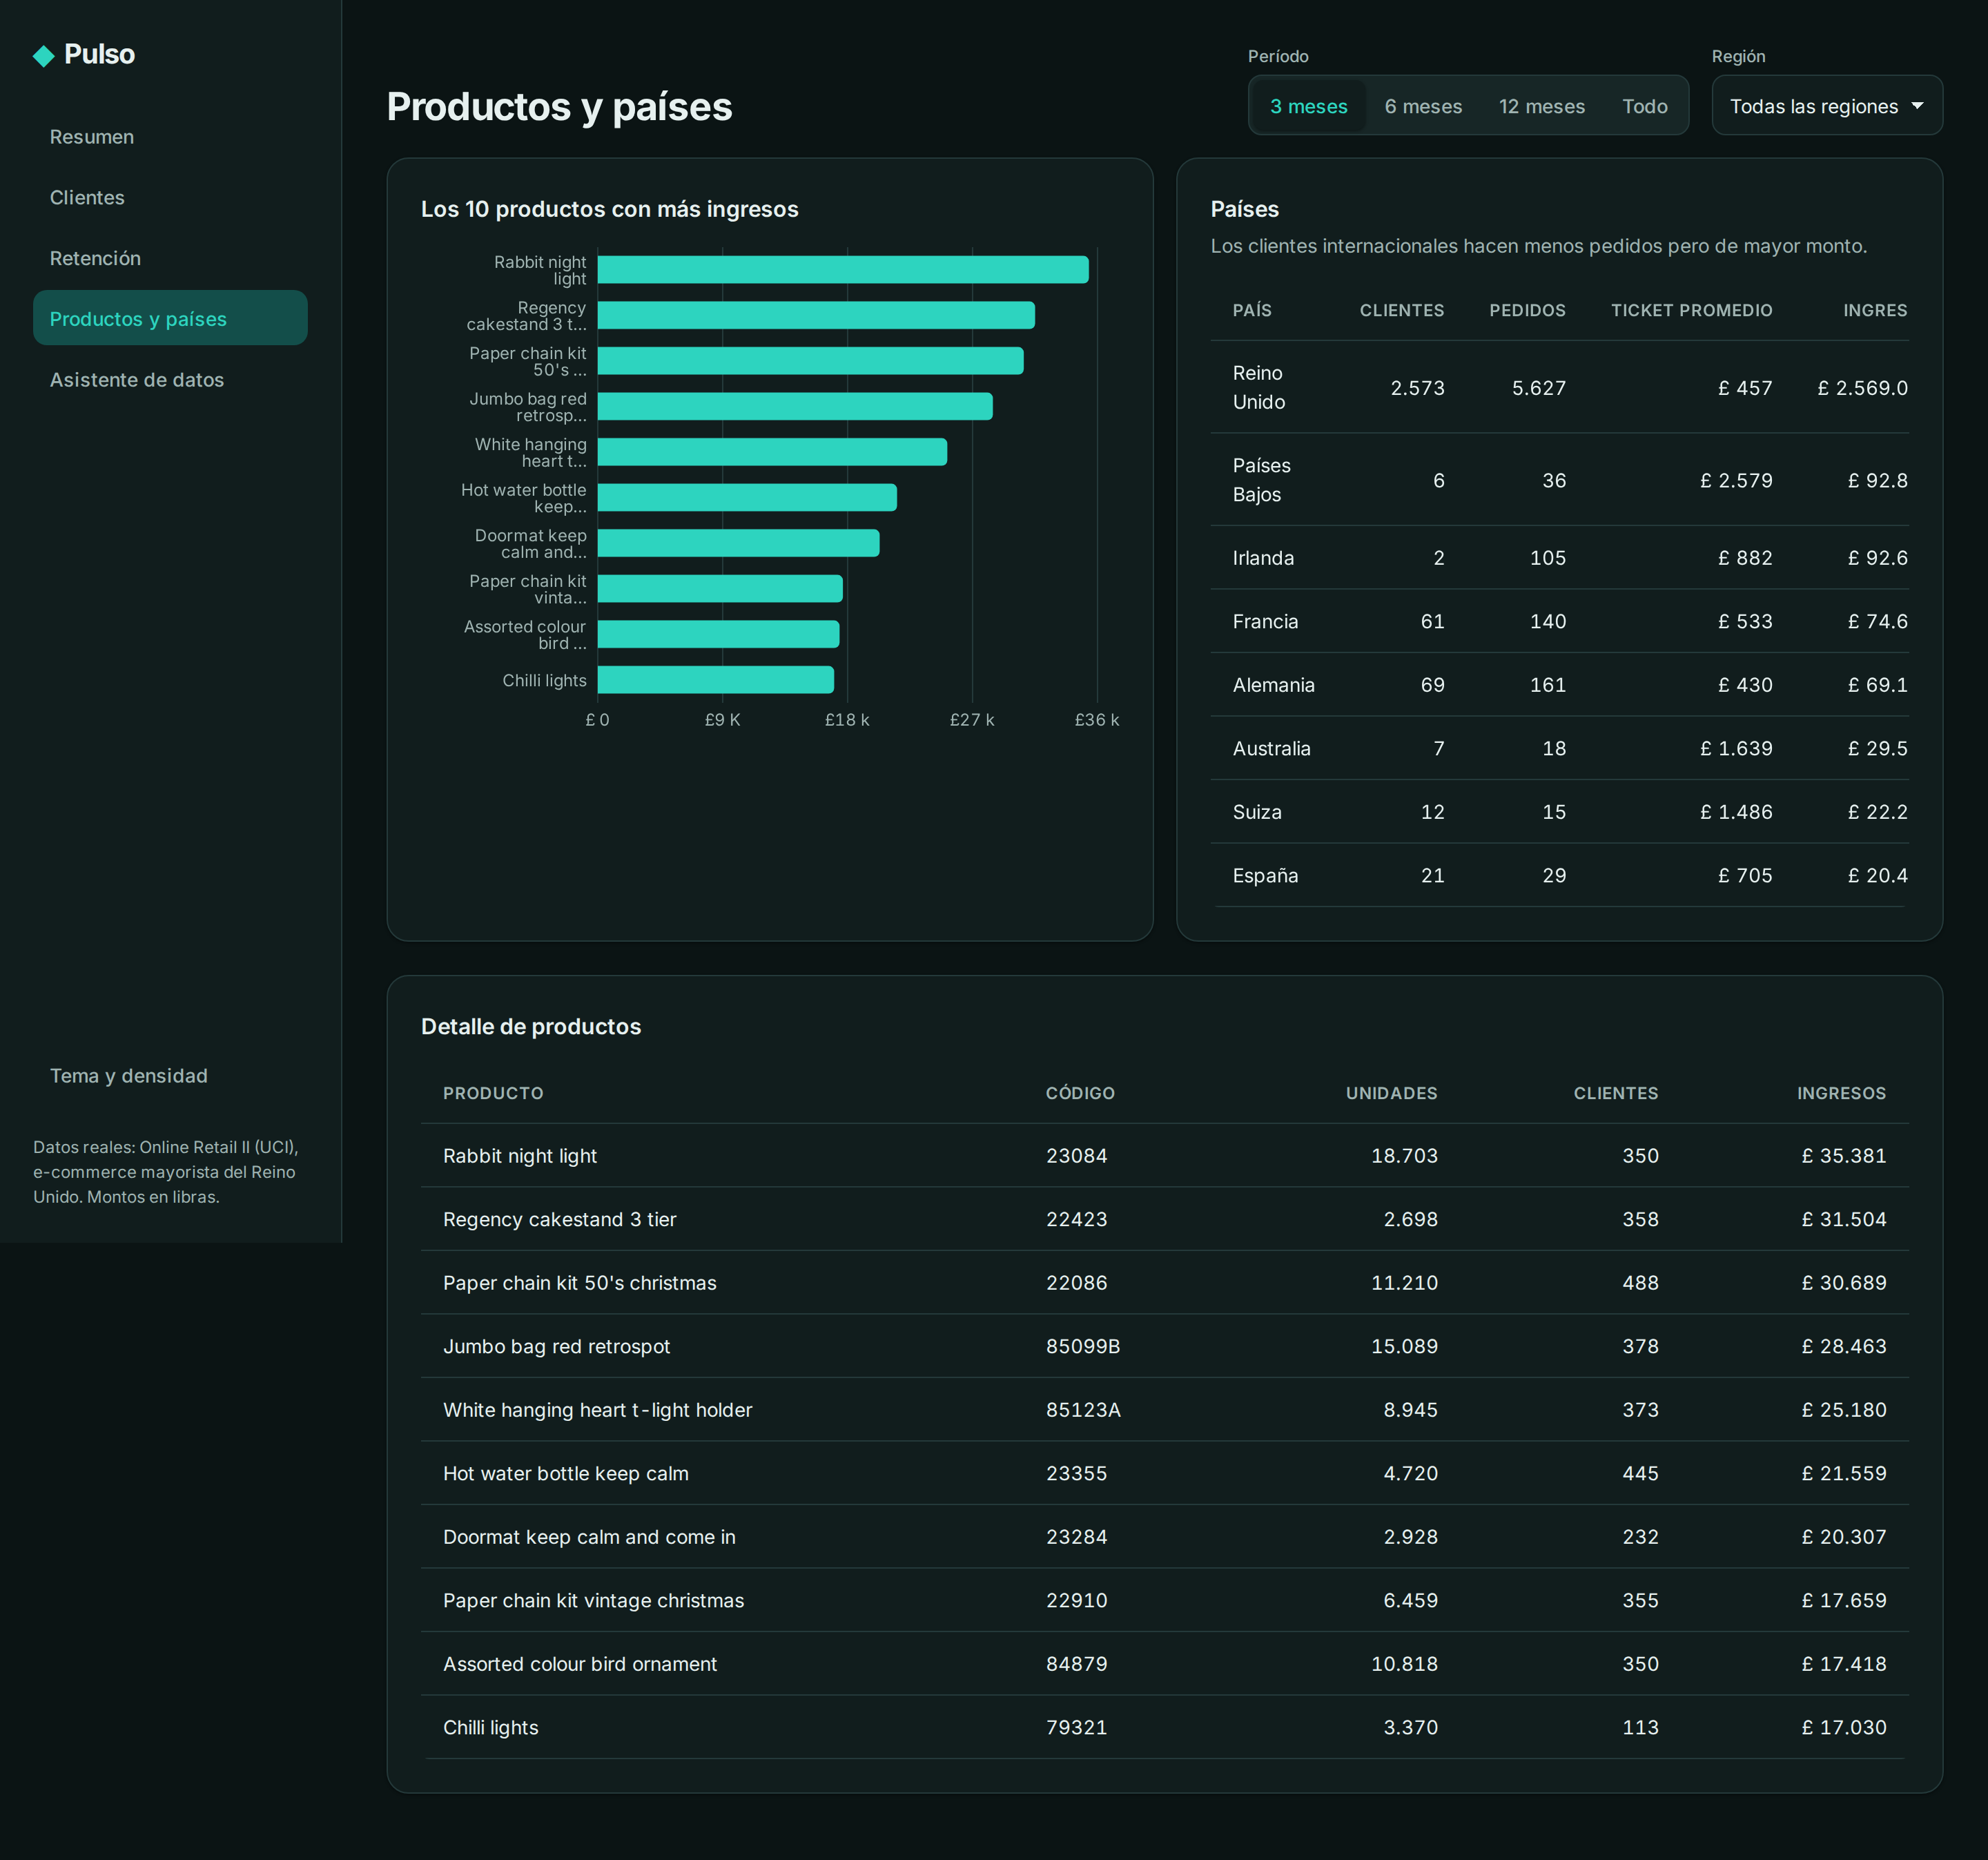 Pulso
Resumen
Clientes
Retención
Productos y países
Asistente de datos
Tema y densidad
Datos reales: Online Retail II (UCI),
e-commerce mayorista del Reino
Unido. Montos en libras.
Productos y países
Período
3 meses 6 meses 12 meses Todo
Región
Todas las regiones
Los 10 productos con más ingresos
Rabbit night
light
Regency
cakestand 3 t...
Paper chain kit
50's ...
Jumbo bag red
retrosp...
White hanging
heart t...
Hot water bottle
keep...
Doormat keep
calm and...
Paper chain kit
vinta...
Assorted colour
bird ...
Chilli lights
£ 0 £9 K £18 k £27 k £36 k
Países
Los clientes internacionales hacen menos pedidos pero de mayor monto.
PAÍS CLIENTES PEDIDOS TICKET PROMEDIO INGRES
Reino
Unido 2.573 5.627 £ 457 £ 2.569.0
Países
Bajos 6 36 £ 2.579 £ 92.8
Irlanda 2 105 £ 882 £ 92.6
Francia 61 140 £ 533 £ 74.6
Alemania 69 161 £ 430 £ 69.1
Australia 7 18 £ 1.639 £ 29.5
Suiza 12 15 £ 1.486 £ 22.2
España 21 29 £ 705 £ 20.4
Detalle de productos
PRODUCTO CÓDIGO UNIDADES CLIENTES INGRESOS
Rabbit night light 23084 18.703 350 £ 35.381
Regency cakestand 3 tier 22423 2.698 358 £ 31.504
Paper chain kit 50's christmas 22086 11.210 488 £ 30.689
Jumbo bag red retrospot 85099B 15.089 378 £ 28.463
White hanging heart t-light holder 85123A 8.945 373 £ 25.180
Hot water bottle keep calm 23355 4.720 445 £ 21.559
Doormat keep calm and come in 23284 2.928 232 £ 20.307
Paper chain kit vintage christmas 22910 6.459 355 £ 17.659
Assorted colour bird ornament 84879 10.818 350 £ 17.418
Chilli lights 79321 3.370 113 £ 17.030